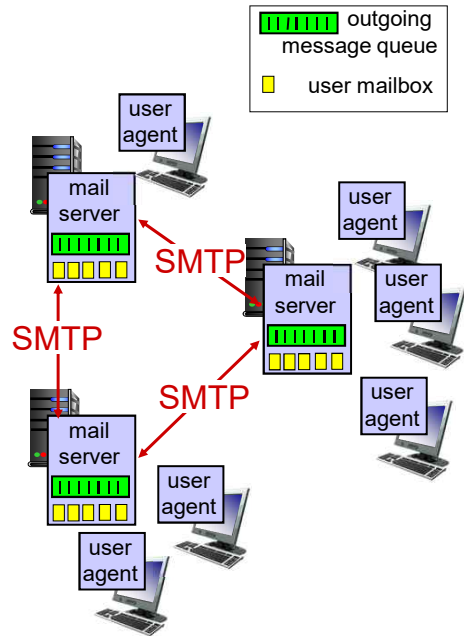 outgoing
message queue
user mailbox
user
agent
mail
server
SMTP
user
agent
mail
server
user
agent
SMTP
SMTP
user
agent
mail
server
user
agent
user
agent